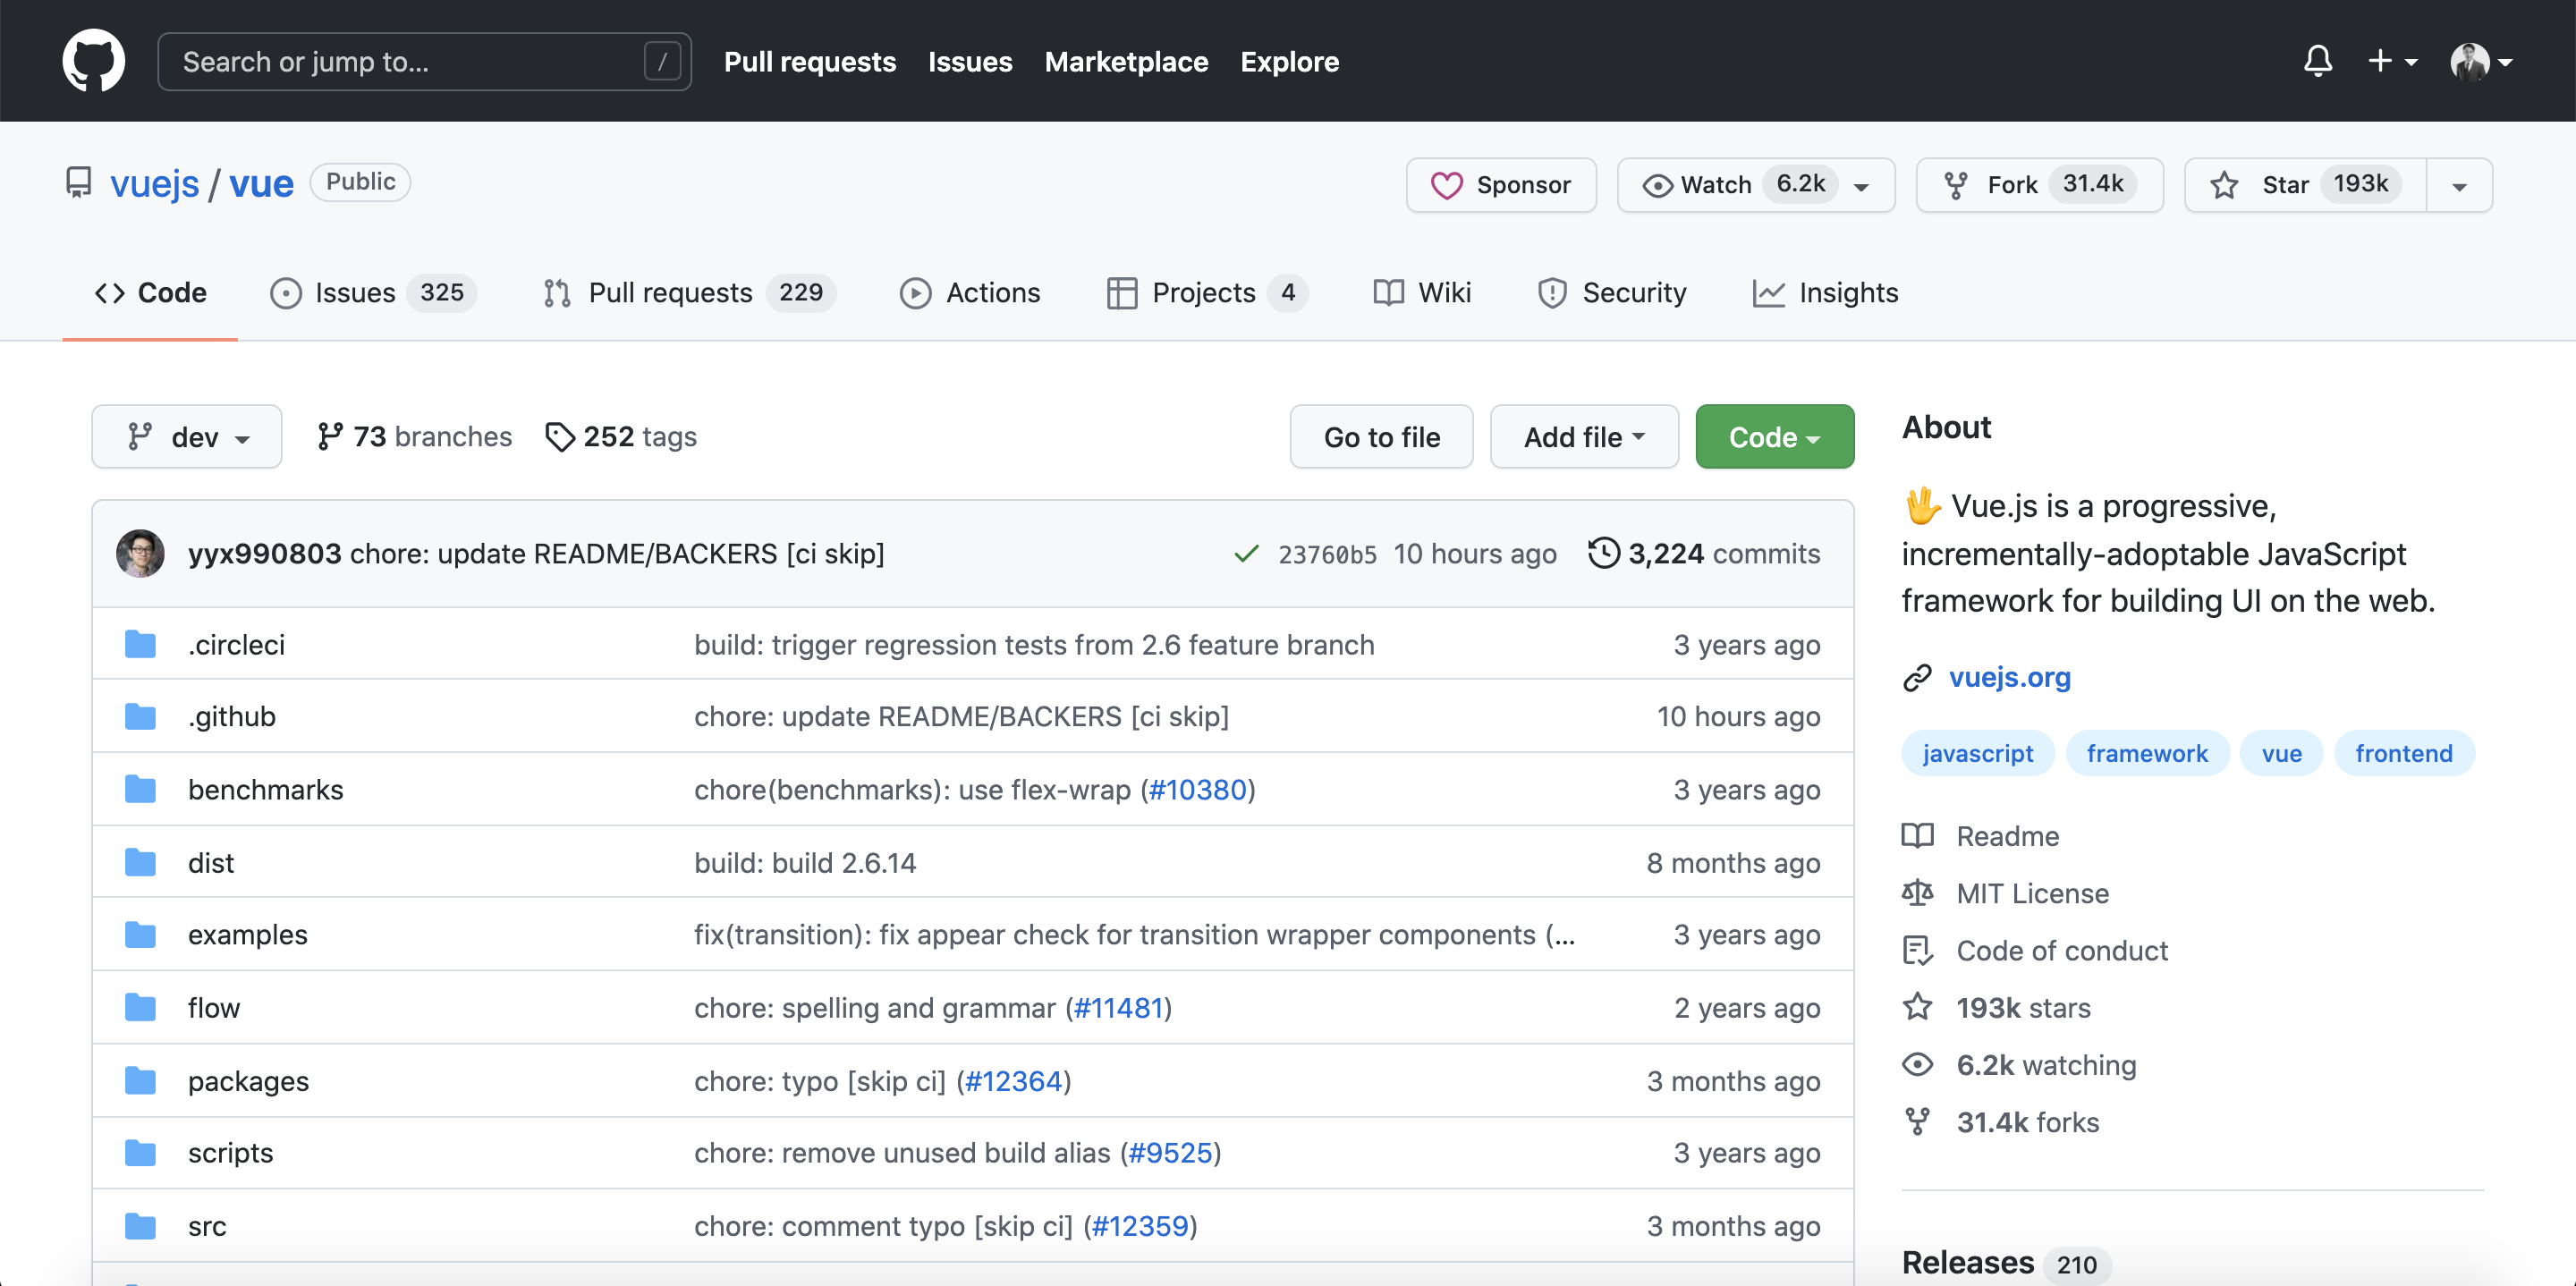 Search or jump to... /
Pull requests Issues Marketplace Explore
vuejs / vue Public
Sponsor Watch 6.2k Fork 31.4k Star 193k
Code Issues 325 Pull requests 229 Actions Projects 4 Wiki Security Insights
dev 73 branches 252 tags Go to file Add file Code
yyx990803 chore: update README/BACKERS [ci skip] 23760b5 10 hours ago 3,224 commits
.circleci build: trigger regression tests from 2.6 feature branch 3 years ago
.github chore: update README/BACKERS [ci skip] 10 hours ago
benchmarks chore(benchmarks): use flex-wrap (#10380) 3 years ago
dist build: build 2.6.14 8 months ago
examples fix(transition): fix appear check for transition wrapper components (... 3 years ago
flow chore: spelling and grammar (#11481) 2 years ago
packages chore: typo [skip ci] (#12364) 3 months ago
scripts chore: remove unused build alias (#9525) 3 years ago
src chore: comment typo [skip ci] (#12359) 3 months ago
About
🖖 Vue.js is a progressive,
incrementally-adoptable JavaScript
framework for building UI on the web.
vuejs.org
javascript framework vue frontend
Readme
MIT License
Code of conduct
193k stars
6.2k watching
31.4k forks
Releases 210